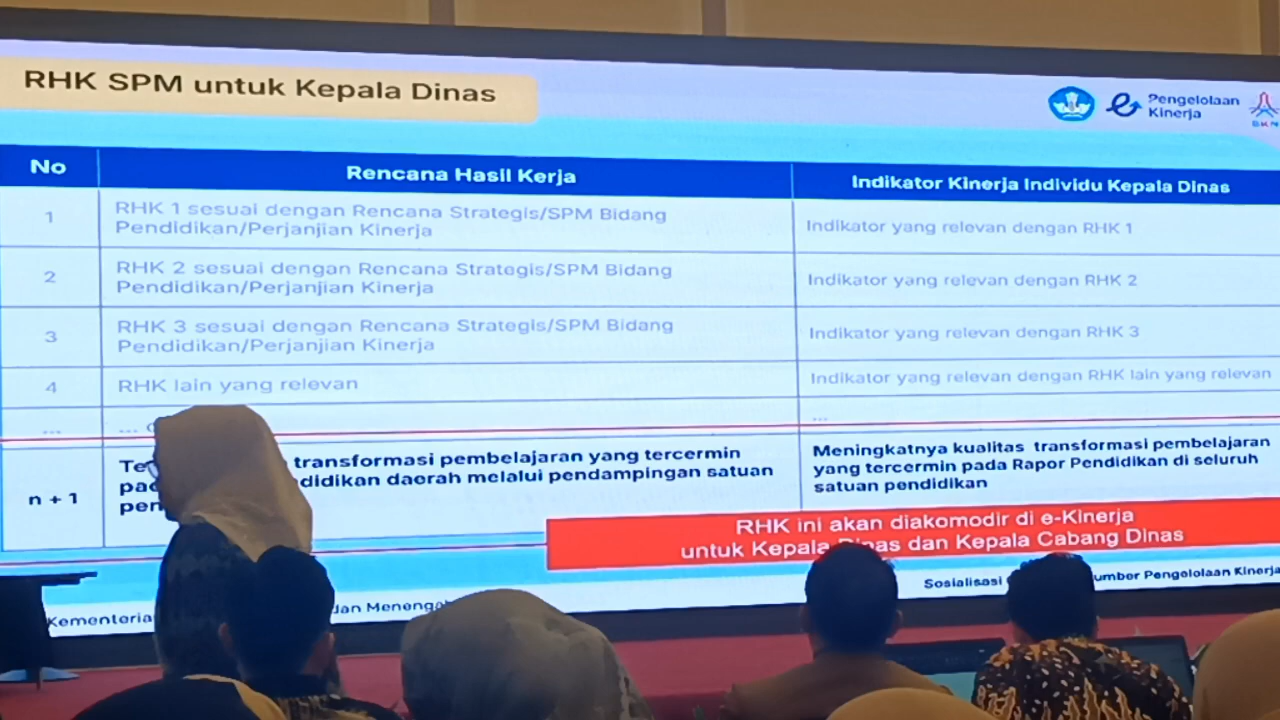 RHK SPM untuk Kepala Dinas
Pengelolaan
Kinerja
BKN
No
Rencana Hasil Kerja
Indikator Kinerja Individu Kepala Dinas
1
RHK 1 sesuai dengan Rencana Strategis/SPM Bidang
Pendidikan/Perjanjian Kinerja
Indikator yang relevan dengan RHK 1
2
RHK 2 sesuai dengan Rencana Strategis/SPM Bidang
Pendidikan/Perjanjian Kinerja
Indikator yang relevan dengan RHK 2
3
RHK 3 sesuai dengan Rencana Strategis/SPM Bidang
Pendidikan/Perjanjian Kinerja
Indikator yang relevan dengan RHK 3
4
RHK lain yang relevan
Indikator yang relevan dengan RHK lain yang relevan
...
...
...
n + 1
transformasi pembelajaran yang tercermin
daerah melalui pendampingan satuan
Meningkatnya kualitas transformasi pembelajaran
yang tercermin pada Rapor Pendidikan di seluruh
satuan pendidikan
RHK ini akan diakomodir di e-Kinerja
untuk Kepala Dinas dan Kepala Cabang Dinas
Sosialisasi Pengelolaan Kinerja
dan